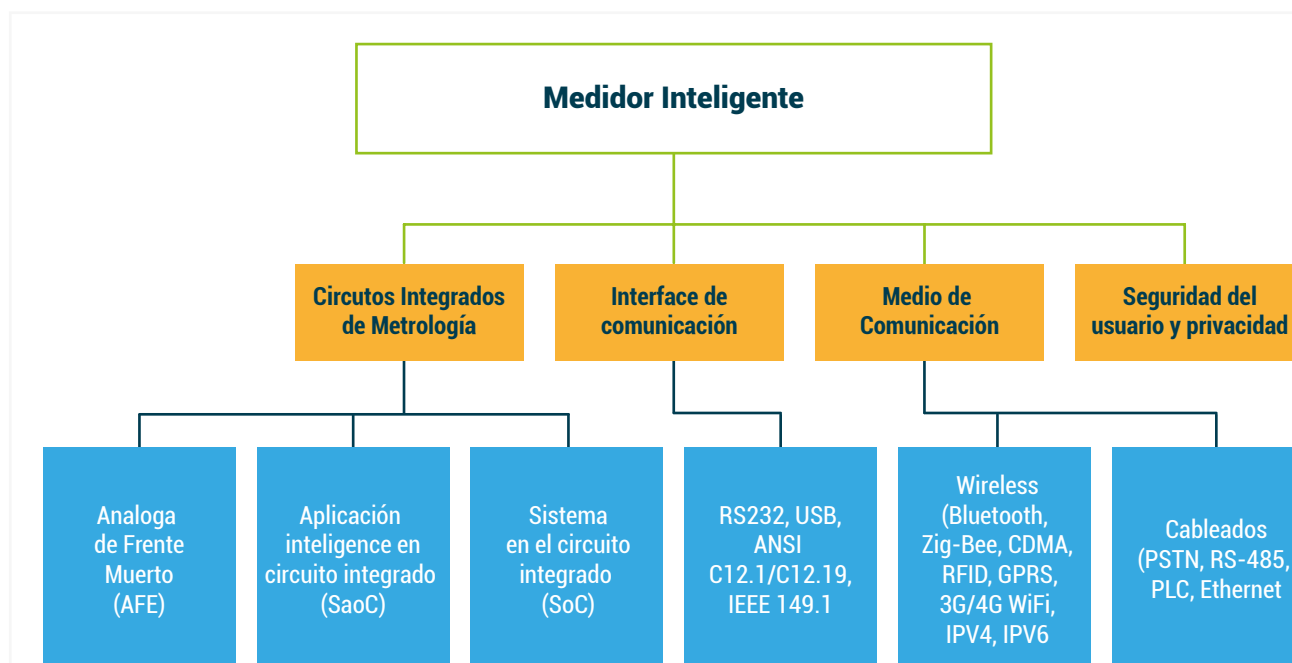 Medidor Inteligente
Circutos Integrados
de Metrología
Interface de
comunicación
Medio de
Comunicación
Seguridad del
usuario y privacidad
Analoga
de Frente
Muerto
(AFE)
Aplicación
inteligence en
circuito integrado
(SaoC)
Sistema
en el circuito
integrado
(SoC)
RS232, USB,
ANSI
C12.1/C12.19,
IEEE 149.1
Wireless
(Bluetooth,
Zig-Bee, CDMA,
RFID, GPRS,
3G/4G WiFi,
IPV4, IPV6
Cableados
(PSTN, RS-485,
PLC, Ethernet